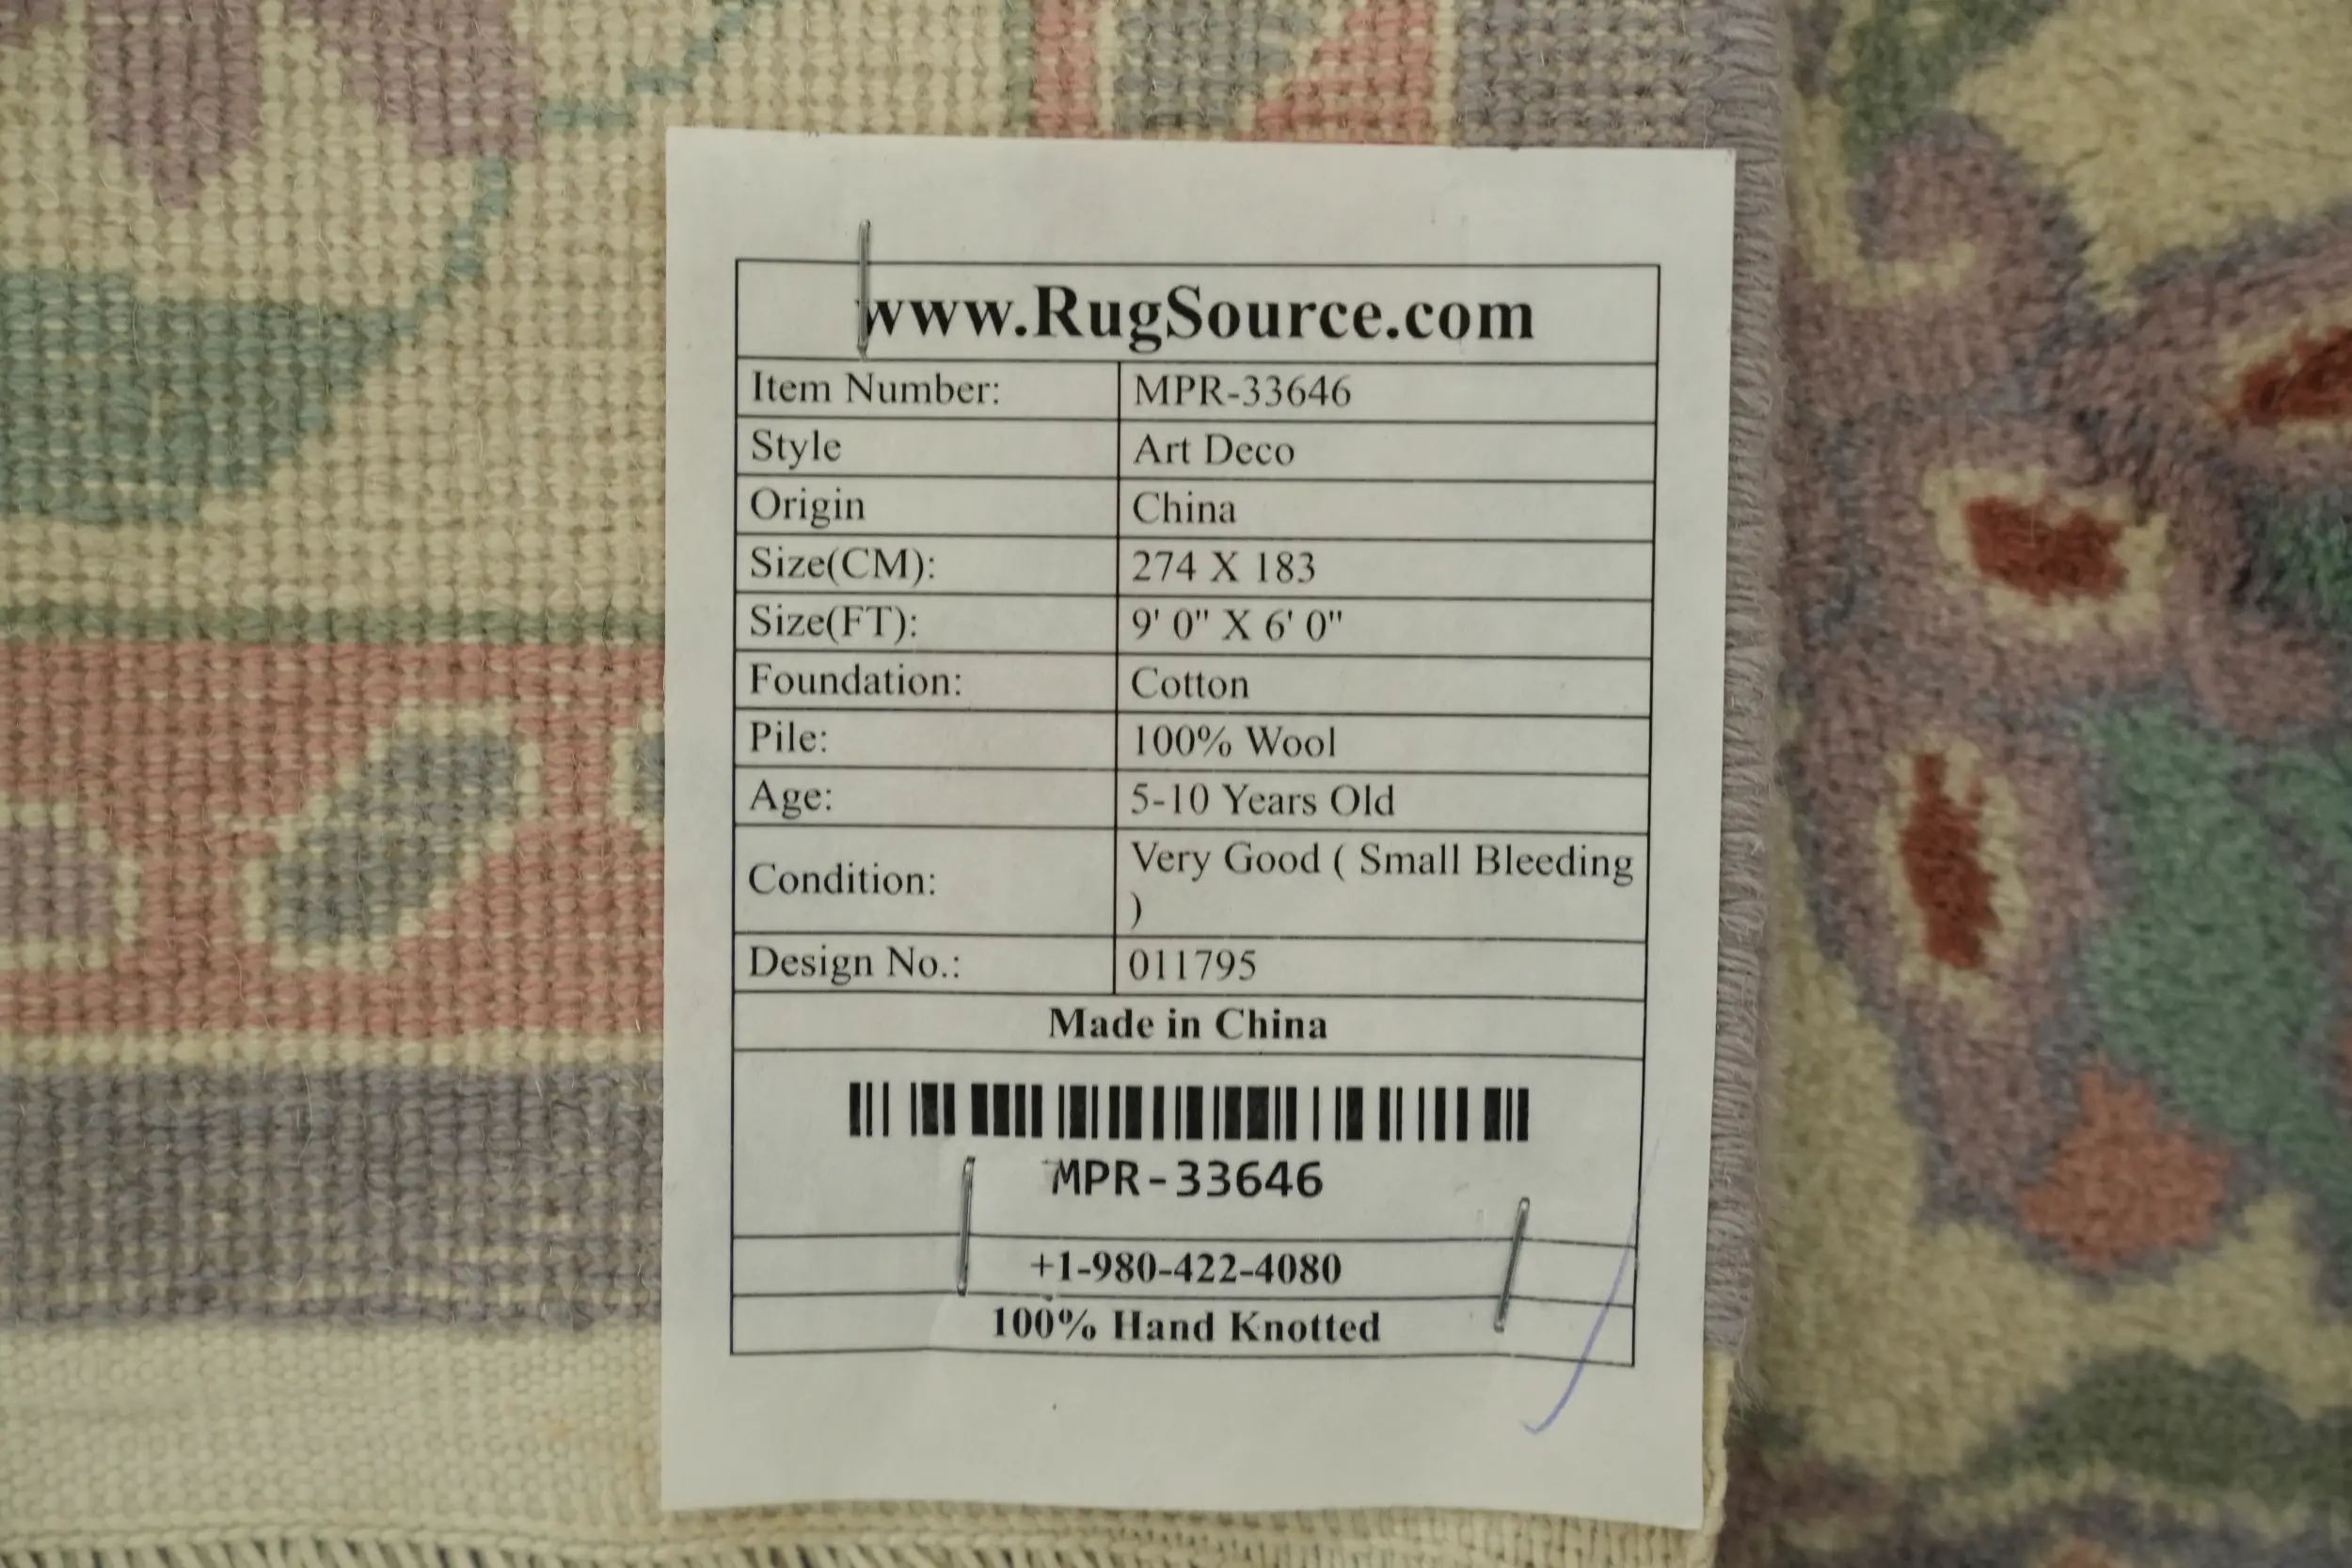 www.RugSource.com
Item Number: MPR-33646
Style Art Deco
Origin China
Size(CM): 274 X 183
Size(FT): 9' 0" X 6' 0"
Foundation: Cotton
Pile: 100% Wool
Age: 5-10 Years Old
Condition: Very Good ( Small Bleeding
)
Design No.: 011795
Made in China
MPR-33646
+1-980-422-4080
100% Hand Knotted